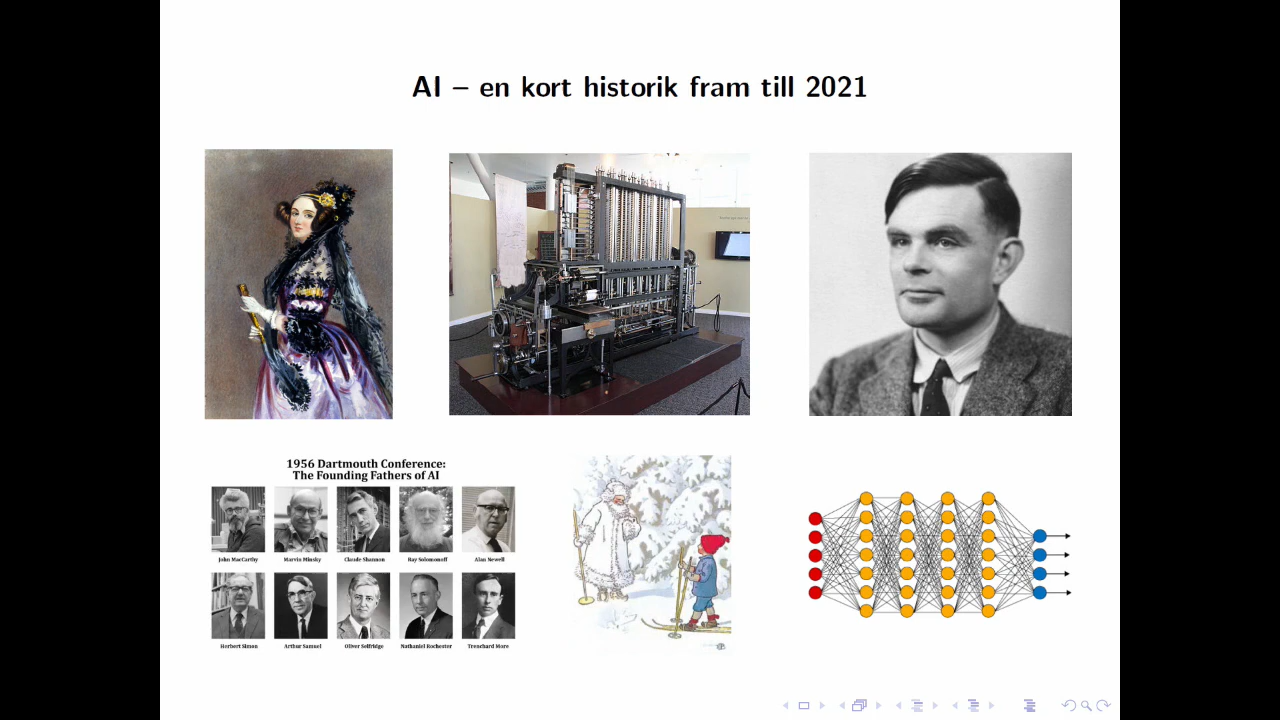 AI – en kort historik fram till 2021
1956 Dartmouth Conference:
The Founding Fathers of AI
John MacCarthy Marvin Minsky Claude Shannon Ray Solomonoff Alan Newell
Herbert Simon Arthur Samuel Oliver Selfridge Nathaniel Rochester Trenchard More